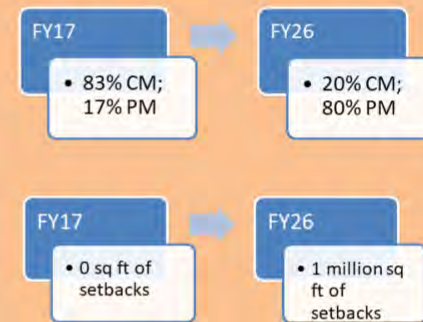 FY17
• 83% CM;
17% PM
FY26
• 20% CM;
80% PM
FY17
• 0 sq ft of
setbacks
FY26
• 1 million sq
ft of
setbacks